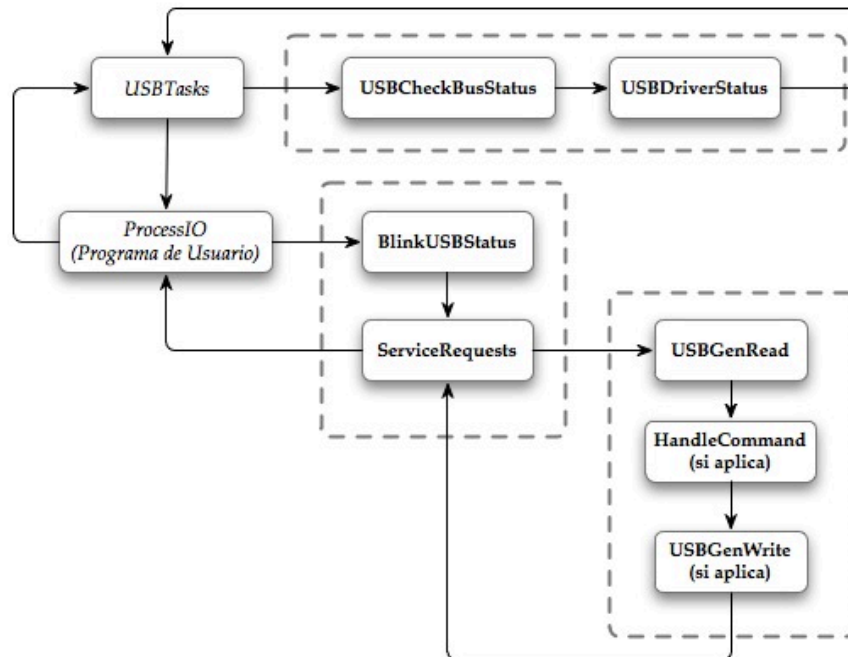 USBTasks
USBCheckBusStatus
USBDriverStatus
ProcessIO
(Programa de Usuario)
BlinkUSBStatus
ServiceRequests
USBGenRead
HandleCommand
(si aplica)
USBGenWrite
(si aplica)